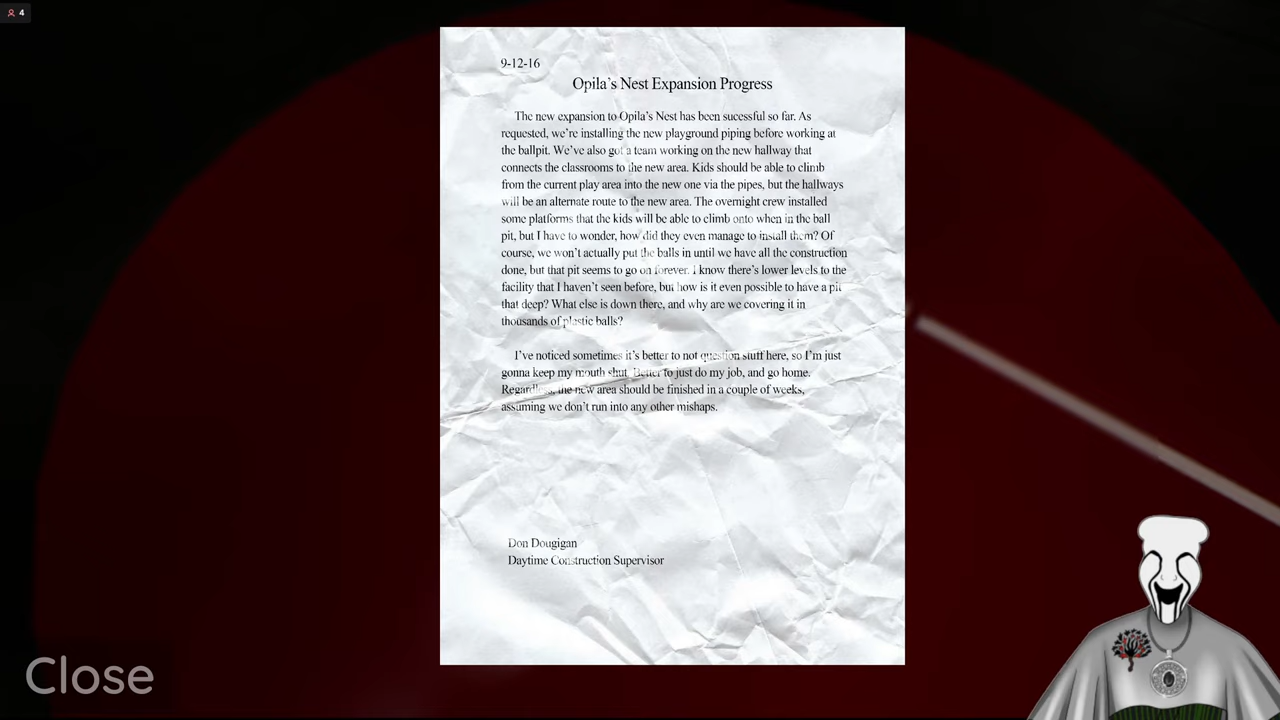 4
9-12-16
Opila's Nest Expansion Progress
The new expansion to Opila's Nest has been sucessful so far. As
requested, we're installing the new playground piping before working at
the ballpit. We've also got a team working on the new hallway that
connects the classrooms to the new area. Kids should be able to climb
from the current play area into the new one via the pipes, but the hallways
will be an alternate route to the new area. The overnight crew installed
some platforms that the kids will be able to climb onto when in the ball
pit, but I have to wonder, how did they even manage to install them? Of
course, we won't actually put the balls in until we have all the construction
done, but that pit seems to go on forever. I know there's lower levels to the
facility that I haven't seen before, but how is it even possible to have a pit
that deep? What else is down there, and why are we covering it in
thousands of plastic balls?
I've noticed sometimes it's better to not question stuff here, so I'm just
gonna keep my mouth shut. Better to just do my job, and go home.
Regardless, the new area should be finished in a couple of weeks,
assuming we don't run into any other mishaps.
Don Dougigan
Daytime Construction Supervisor
Close